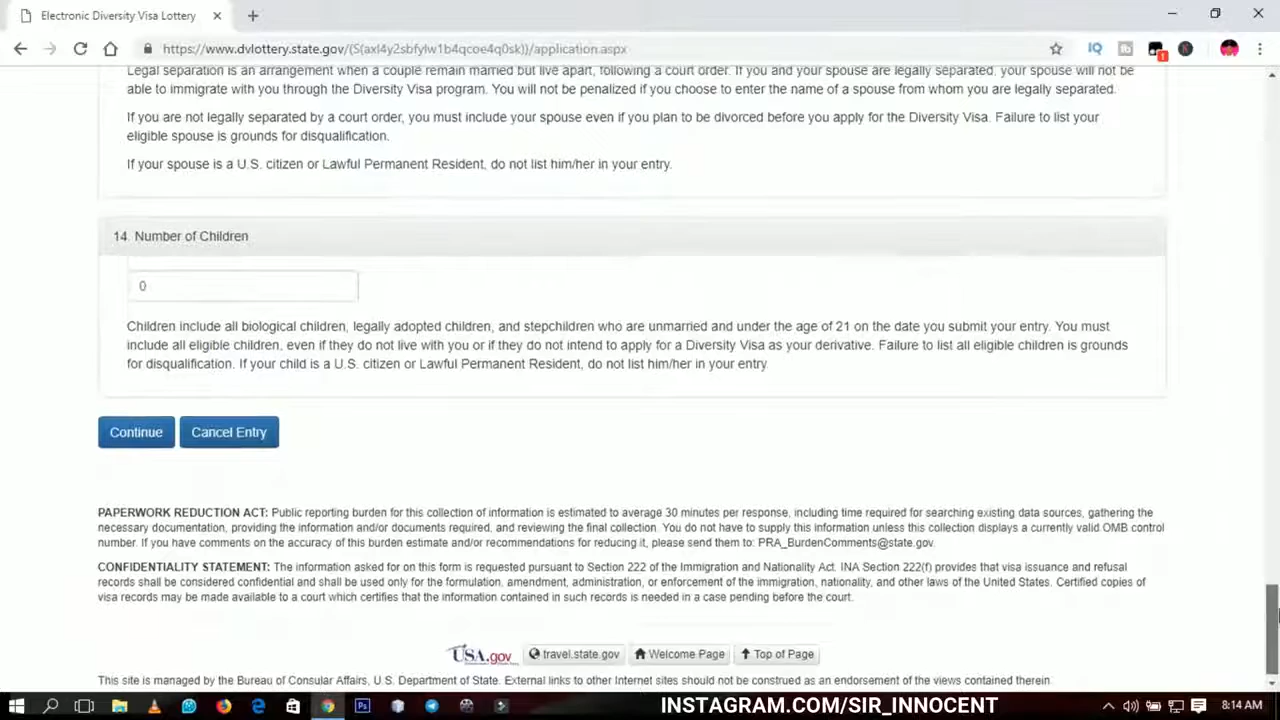 Electronic Diversity Visa Lottery
https://www.dvlottery.state.gov/(S(axl4y2sbfylw1b4qcoe4q0sk))/application.aspx
Legal separation is an arrangement when a couple remain married but live apart, following a court order. If you and your spouse are legally separated, your spouse will not be
able to immigrate with you through the Diversity Visa program. You will not be penalized if you choose to enter the name of a spouse from whom you are legally separated.
If you are not legally separated by a court order, you must include your spouse even if you plan to be divorced before you apply for the Diversity Visa. Failure to list your
eligible spouse is grounds for disqualification.
If your spouse is a U.S. citizen or Lawful Permanent Resident, do not list him/her in your entry.
14. Number of Children
0
Children include all biological children, legally adopted children, and stepchildren who are unmarried and under the age of 21 on the date you submit your entry. You must
include all eligible children, even if they do not live with you or if they do not intend to apply for a Diversity Visa as your derivative. Failure to list all eligible children is grounds
for disqualification. If your child is a U.S. citizen or Lawful Permanent Resident, do not list him/her in your entry.
Continue Cancel Entry
PAPERWORK REDUCTION ACT: Public reporting burden for this collection of information is estimated to average 30 minutes per response, including time required for searching existing data sources, gathering the
necessary documentation, providing the information and/or documents required, and reviewing the final collection. You do not have to supply this information unless this collection displays a currently valid OMB control
number. If you have comments on the accuracy of this burden estimate and/or recommendations for reducing it, please send them to: PRA_BurdenComments@state.gov.
CONFIDENTIALITY STATEMENT: The information asked for on this form is requested pursuant to Section 222 of the Immigration and Nationality Act. INA Section 222(f) provides that visa issuance and refusal
records shall be considered confidential and shall be used only for the formulation, amendment, administration, or enforcement of the immigration, nationality, and other laws of the United States. Certified copies of
visa records may be made available to a court which certifies that the information contained in such records is needed in a case pending before the court.
USA.gov travel.state.gov Welcome Page Top of Page
This site is managed by the Bureau of Consular Affairs, U.S. Department of State. External links to other Internet sites should not be construed as an endorsement of the views contained therein.
INSTAGRAM.COM/SIR_INNOCENT 8:14 AM